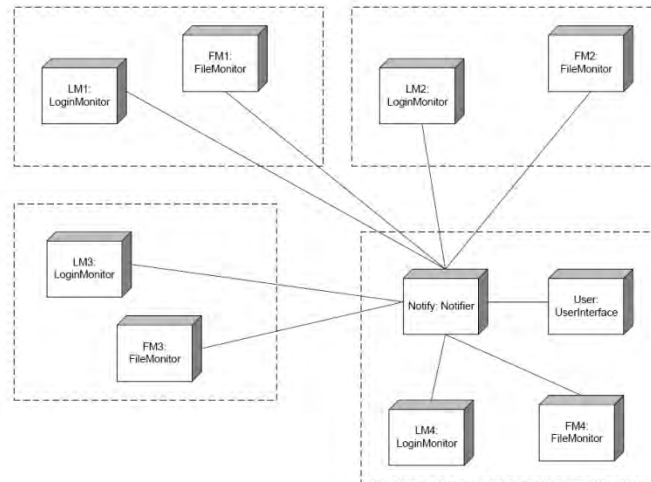 LM1:
LoginMonitor
FM1:
FileMonitor
LM2:
LoginMonitor
FM2:
FileMonitor
LM3:
LoginMonitor
FM3:
FileMonitor
Notify: Notifier
User:
UserInterface
LM4:
LoginMonitor
FM4:
FileMonitor